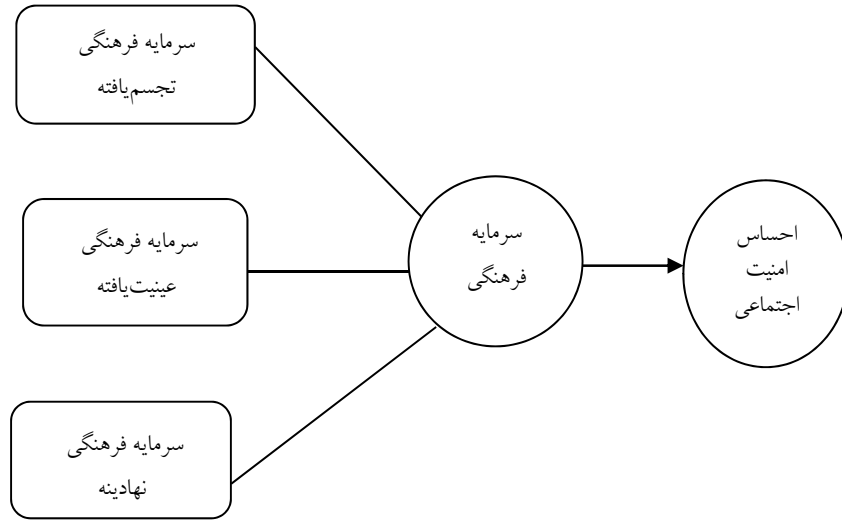 سرمایه فرهنگی
تجسم‌یافته
سرمایه فرهنگی
عینیت‌یافته
سرمایه فرهنگی
نهادینه
سرمایه
فرهنگی
احساس
امنیت
اجتماعی